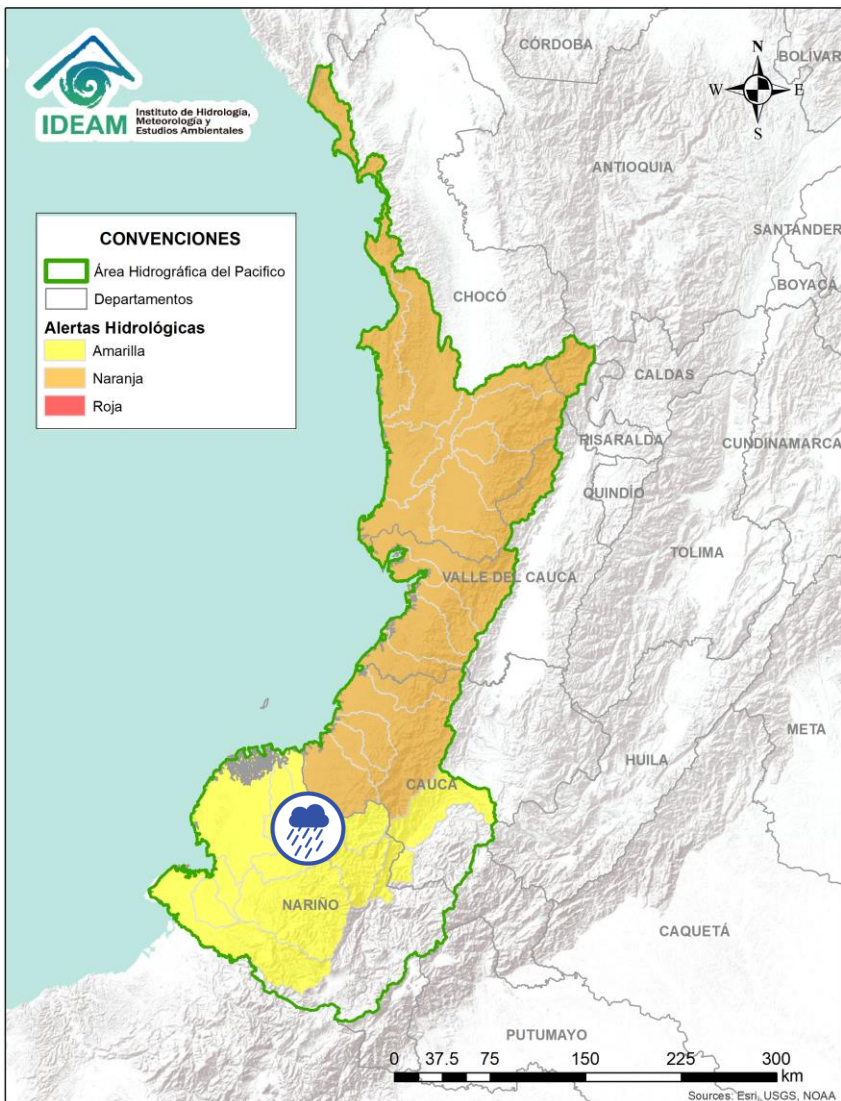 IDEAM
Instituto de Hidrología,
Meteorología y
Estudios Ambientales
CÓRDOBA
BOLÍVAR
N
W
E
S
ANTIOQUIA
SANTANDER
BOYACÁ
CHOCÓ
CONVENCIONES
Área Hidrográfica del Pacifico
Departamentos
Alertas Hidrológicas
Amarilla
Naranja
Roja
CALDAS
RISARALDA
CUNDINAMARCA
QUINDÍO
TOLIMA
VALLE DEL CAUCA
META
HUILA
CAUCA
NARIÑO
CAQUETÁ
PUTUMAYO
0 37.5 75 150 225 300
km
Sources: Esri, USGS, NOAA